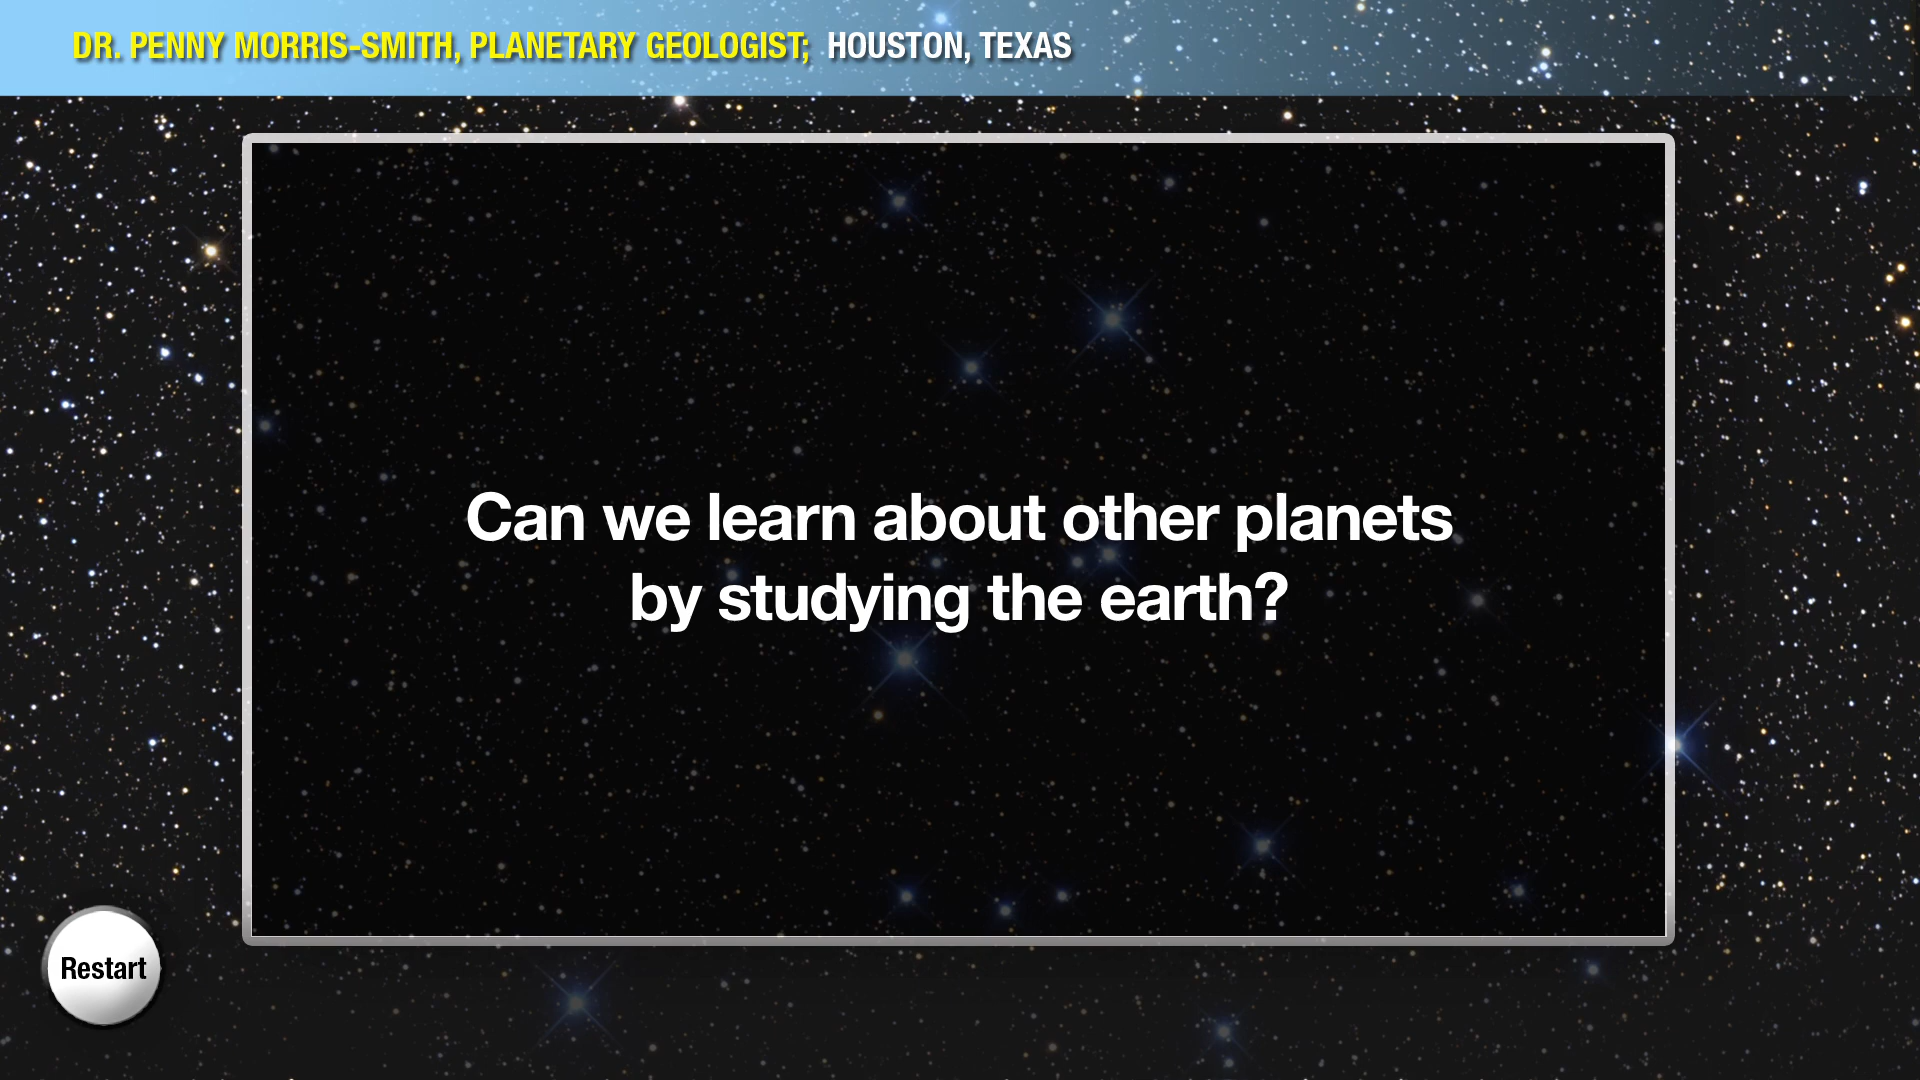 DR. PENNY MORRIS-SMITH, PLANETARY GEOLOGIST; HOUSTON, TEXAS
Can we learn about other planets
by studying the earth?
Restart